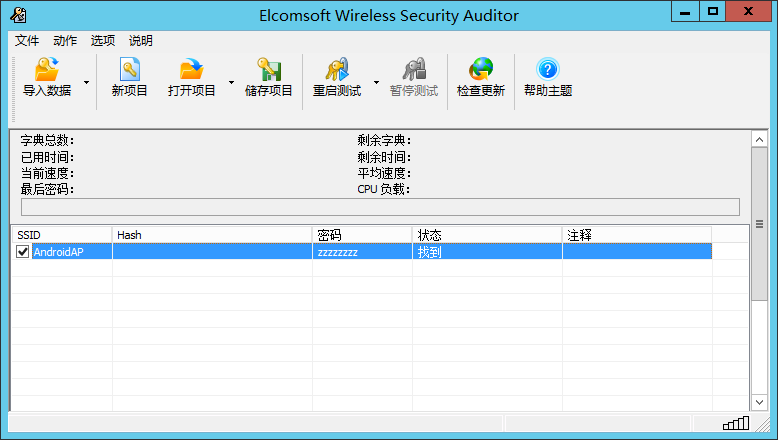 Elcomsoft Wireless Security Auditor
文件 动作 选项 说明
导入数据 新项目 打开项目 储存项目 重启测试 暂停测试 检查更新 帮助主题
字典总数: 剩余字典:
已用时间: 剩余时间:
当前速度: 平均速度:
最后密码: CPU 负载:
SSID Hash 密码 状态 注释
AndroidAP zzzzzzzz 找到